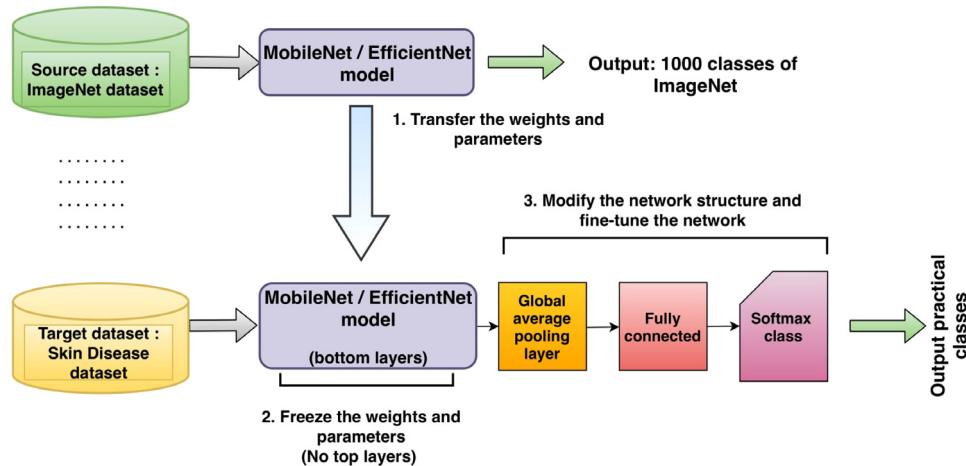 Source dataset :
ImageNet dataset
MobileNet / EfficientNet
model
Output: 1000 classes of
ImageNet
1. Transfer the weights and
parameters
. . . . . . . .
. . . . . . . .
. . . . . . . .
. . . . . . . .
3. Modify the network structure and
fine-tune the network
Target dataset :
Skin Disease
dataset
MobileNet / EfficientNet
model
(bottom layers)
Global
average
pooling
layer
Fully
connected
Softmax
class
Output practical
classes
2. Freeze the weights and
parameters
(No top layers)